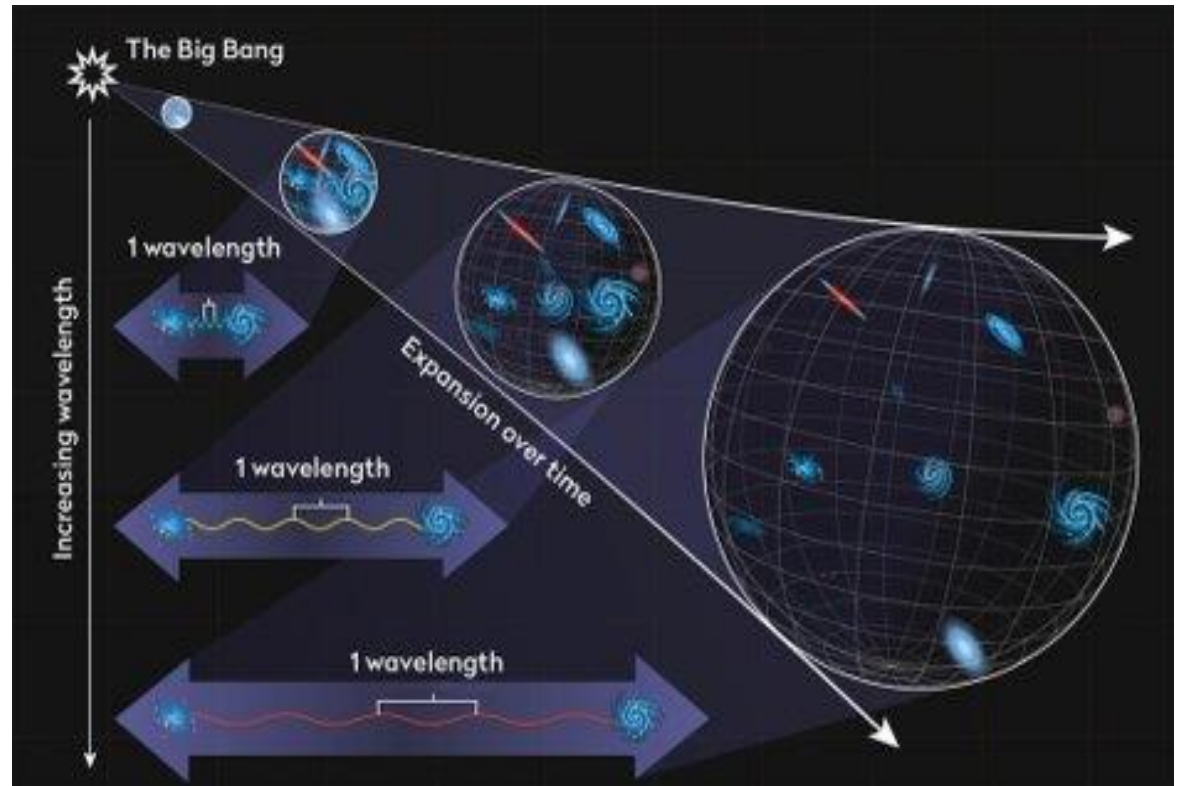 The Big Bang
1 wavelength
Increasing wavelength
Expansion over time
1 wavelength
1 wavelength